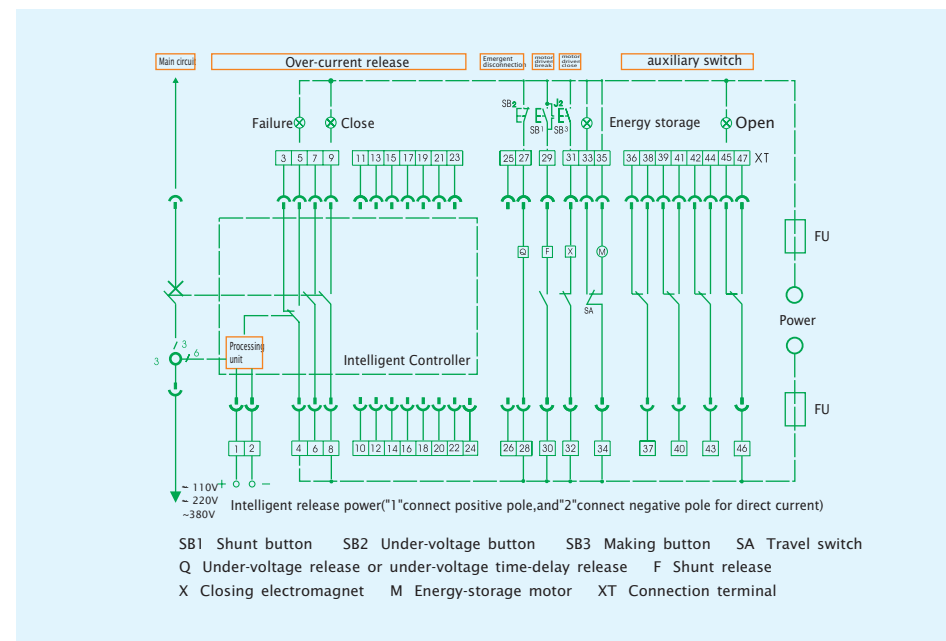 Main circuit Over-current release Emergent disconnection motor driven break motor driven close auxiliary switch
SB2 J2
SB1 SB3
Failure Close Energy storage Open
3 5 7 9 11 13 15 17 19 21 23 25 27 29 31 33 35 36 38 39 41 42 44 45 47 XT
FU
Q F X M
SA
Power
3
3 6 Processing unit
Intelligent Controller
FU
1 2 4 6 8 10 12 14 16 18 20 22 24 26 28 30 32 34 37 40 43 46
+ −
~ 110V
~ 220V
~380V
Intelligent release power("1"connect positive pole,and"2"connect negative pole for direct current)
SB1 Shunt button SB2 Under-voltage button SB3 Making button SA Travel switch
Q Under-voltage release or under-voltage time-delay release F Shunt release
X Closing electromagnet M Energy-storage motor XT Connection terminal